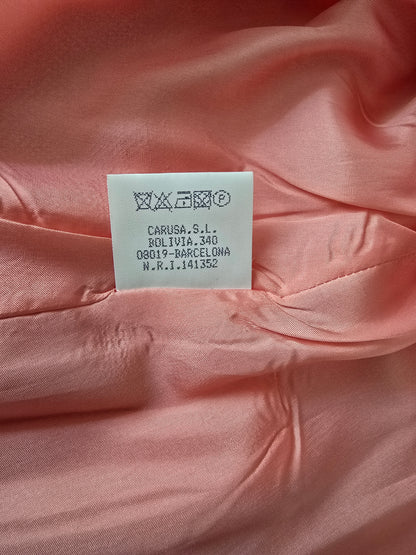 CARUSA.S.L.
BOLIVIA.340
08019-BARCELONA
N.R.I.141352